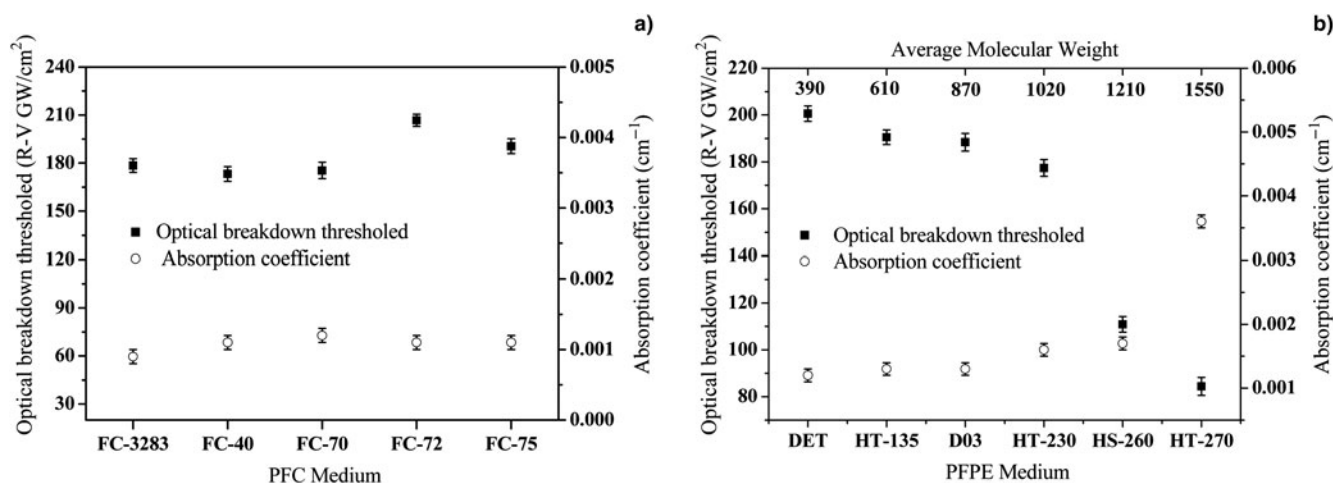 a)
Optical breakdown thresholed (R-V GW/cm²)
240
210
180
150
120
90
60
30
0.005
0.004
0.003
0.002
0.001
0.000
Absorption coefficient (cm⁻¹)
Optical breakdown thresholed
Absorption coefficient
FC-3283 FC-40 FC-70 FC-72 FC-75
PFC Medium
b)
Average Molecular Weight
390 610 870 1020 1210 1550
Optical breakdown thresholed (R-V GW/cm²)
220
200
180
160
140
120
100
80
0.006
0.005
0.004
0.003
0.002
0.001
Absorption coefficient (cm⁻¹)
Optical breakdown thresholed
Absorption coefficient
DET HT-135 D03 HT-230 HS-260 HT-270
PFPE Medium